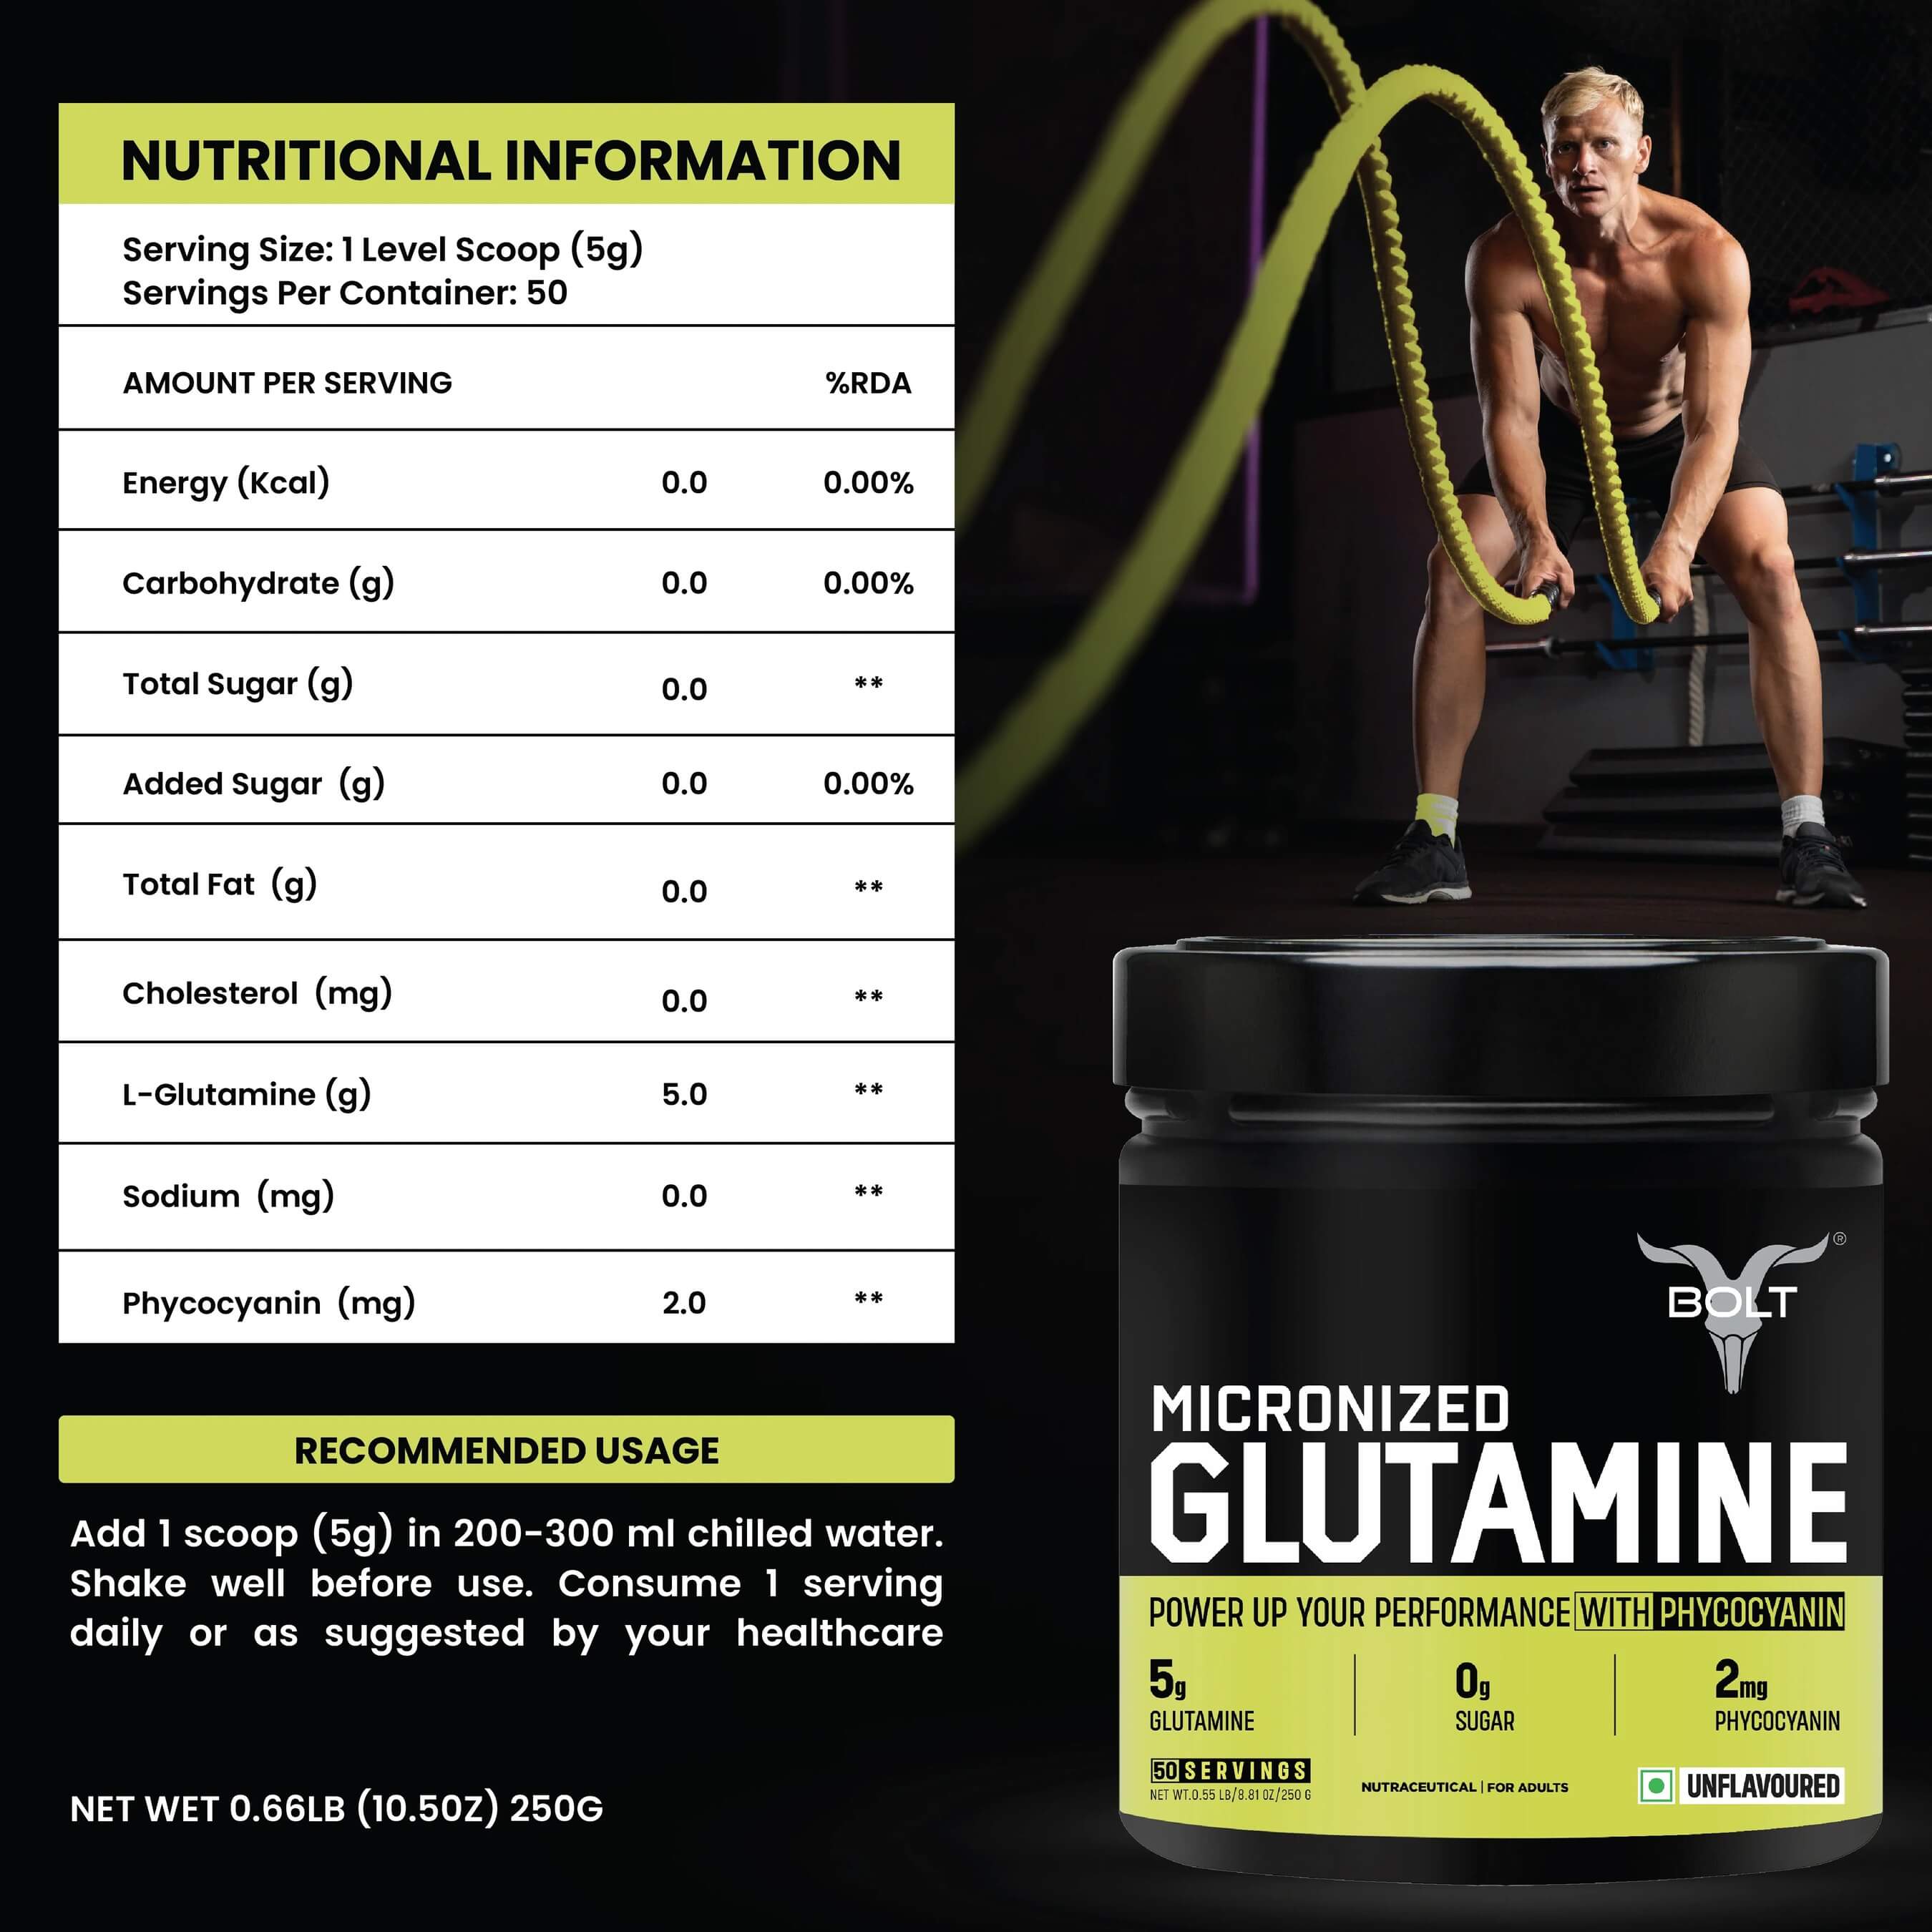 NUTRITIONAL INFORMATION
Serving Size: 1 Level Scoop (5g)
Servings Per Container: 50
AMOUNT PER SERVING %RDA
Energy (Kcal) 0.0 0.00%
Carbohydrate (g) 0.0 0.00%
Total Sugar (g) 0.0 **
Added Sugar (g) 0.0 0.00%
Total Fat (g) 0.0 **
Cholesterol (mg) 0.0 **
L-Glutamine (g) 5.0 **
Sodium (mg) 0.0 **
Phycocyanin (mg) 2.0 **
RECOMMENDED USAGE
Add 1 scoop (5g) in 200-300 ml chilled water.
Shake well before use. Consume 1 serving
daily or as suggested by your healthcare
NET WET 0.66LB (10.50Z) 250G
BOLT ®
MICRONIZED
GLUTAMINE
POWER UP YOUR PERFORMANCE WITH PHYCOCYANIN
5g 0g 2mg
GLUTAMINE SUGAR PHYCOCYANIN
50 SERVINGS
NET WT.0.55 LB/8.81 OZ/250 G
NUTRACEUTICAL | FOR ADULTS
UNFLAVOURED